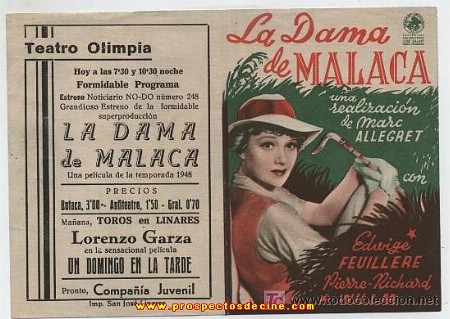 Teatro Olimpia
Hoy a las 7'30 y 10'30 noche
Formidable Programa
Estreno Noticiario NO-DO número 248
Grandioso Estreno de la formidable
superproducción
LA DAMA
de MALACA
Una película de la temporada 1948
PRECIOS
Butaca, 3'00~ Anfiteatro, 1'50 - Gral. 0'70
Mañana, TOROS en LINARES
Lorenzo Garza
en la sensacional película
UN DOMINGO EN LA TARDE
Pronto, Compañía Juvenil
Imp. San José
La Dama
de MALACA
una
realización
de Marc
ALLEGRET
con
Edwige
FEUILLERE
Pierre-Richard
www.prospectosdecine.com
todocoleccion.net